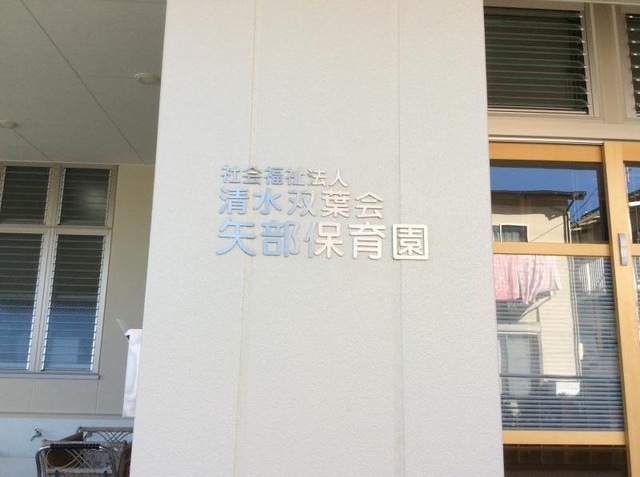 社会福祉法人
清水双葉会
矢部保育園